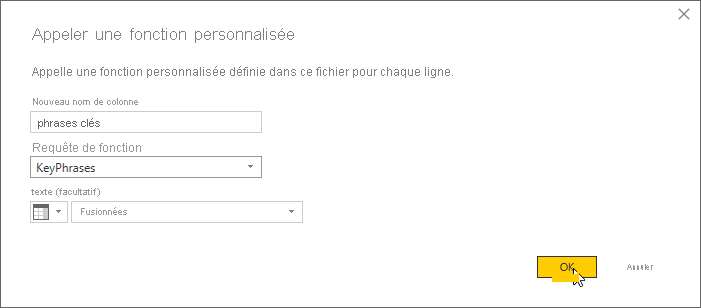 Appeler une fonction personnalisée
Appelle une fonction personnalisée définie dans ce fichier pour chaque ligne.
Nouveau nom de colonne
phrases clés
Requête de fonction
KeyPhrases
texte (facultatif)
Fusionnées
OK
Annuler